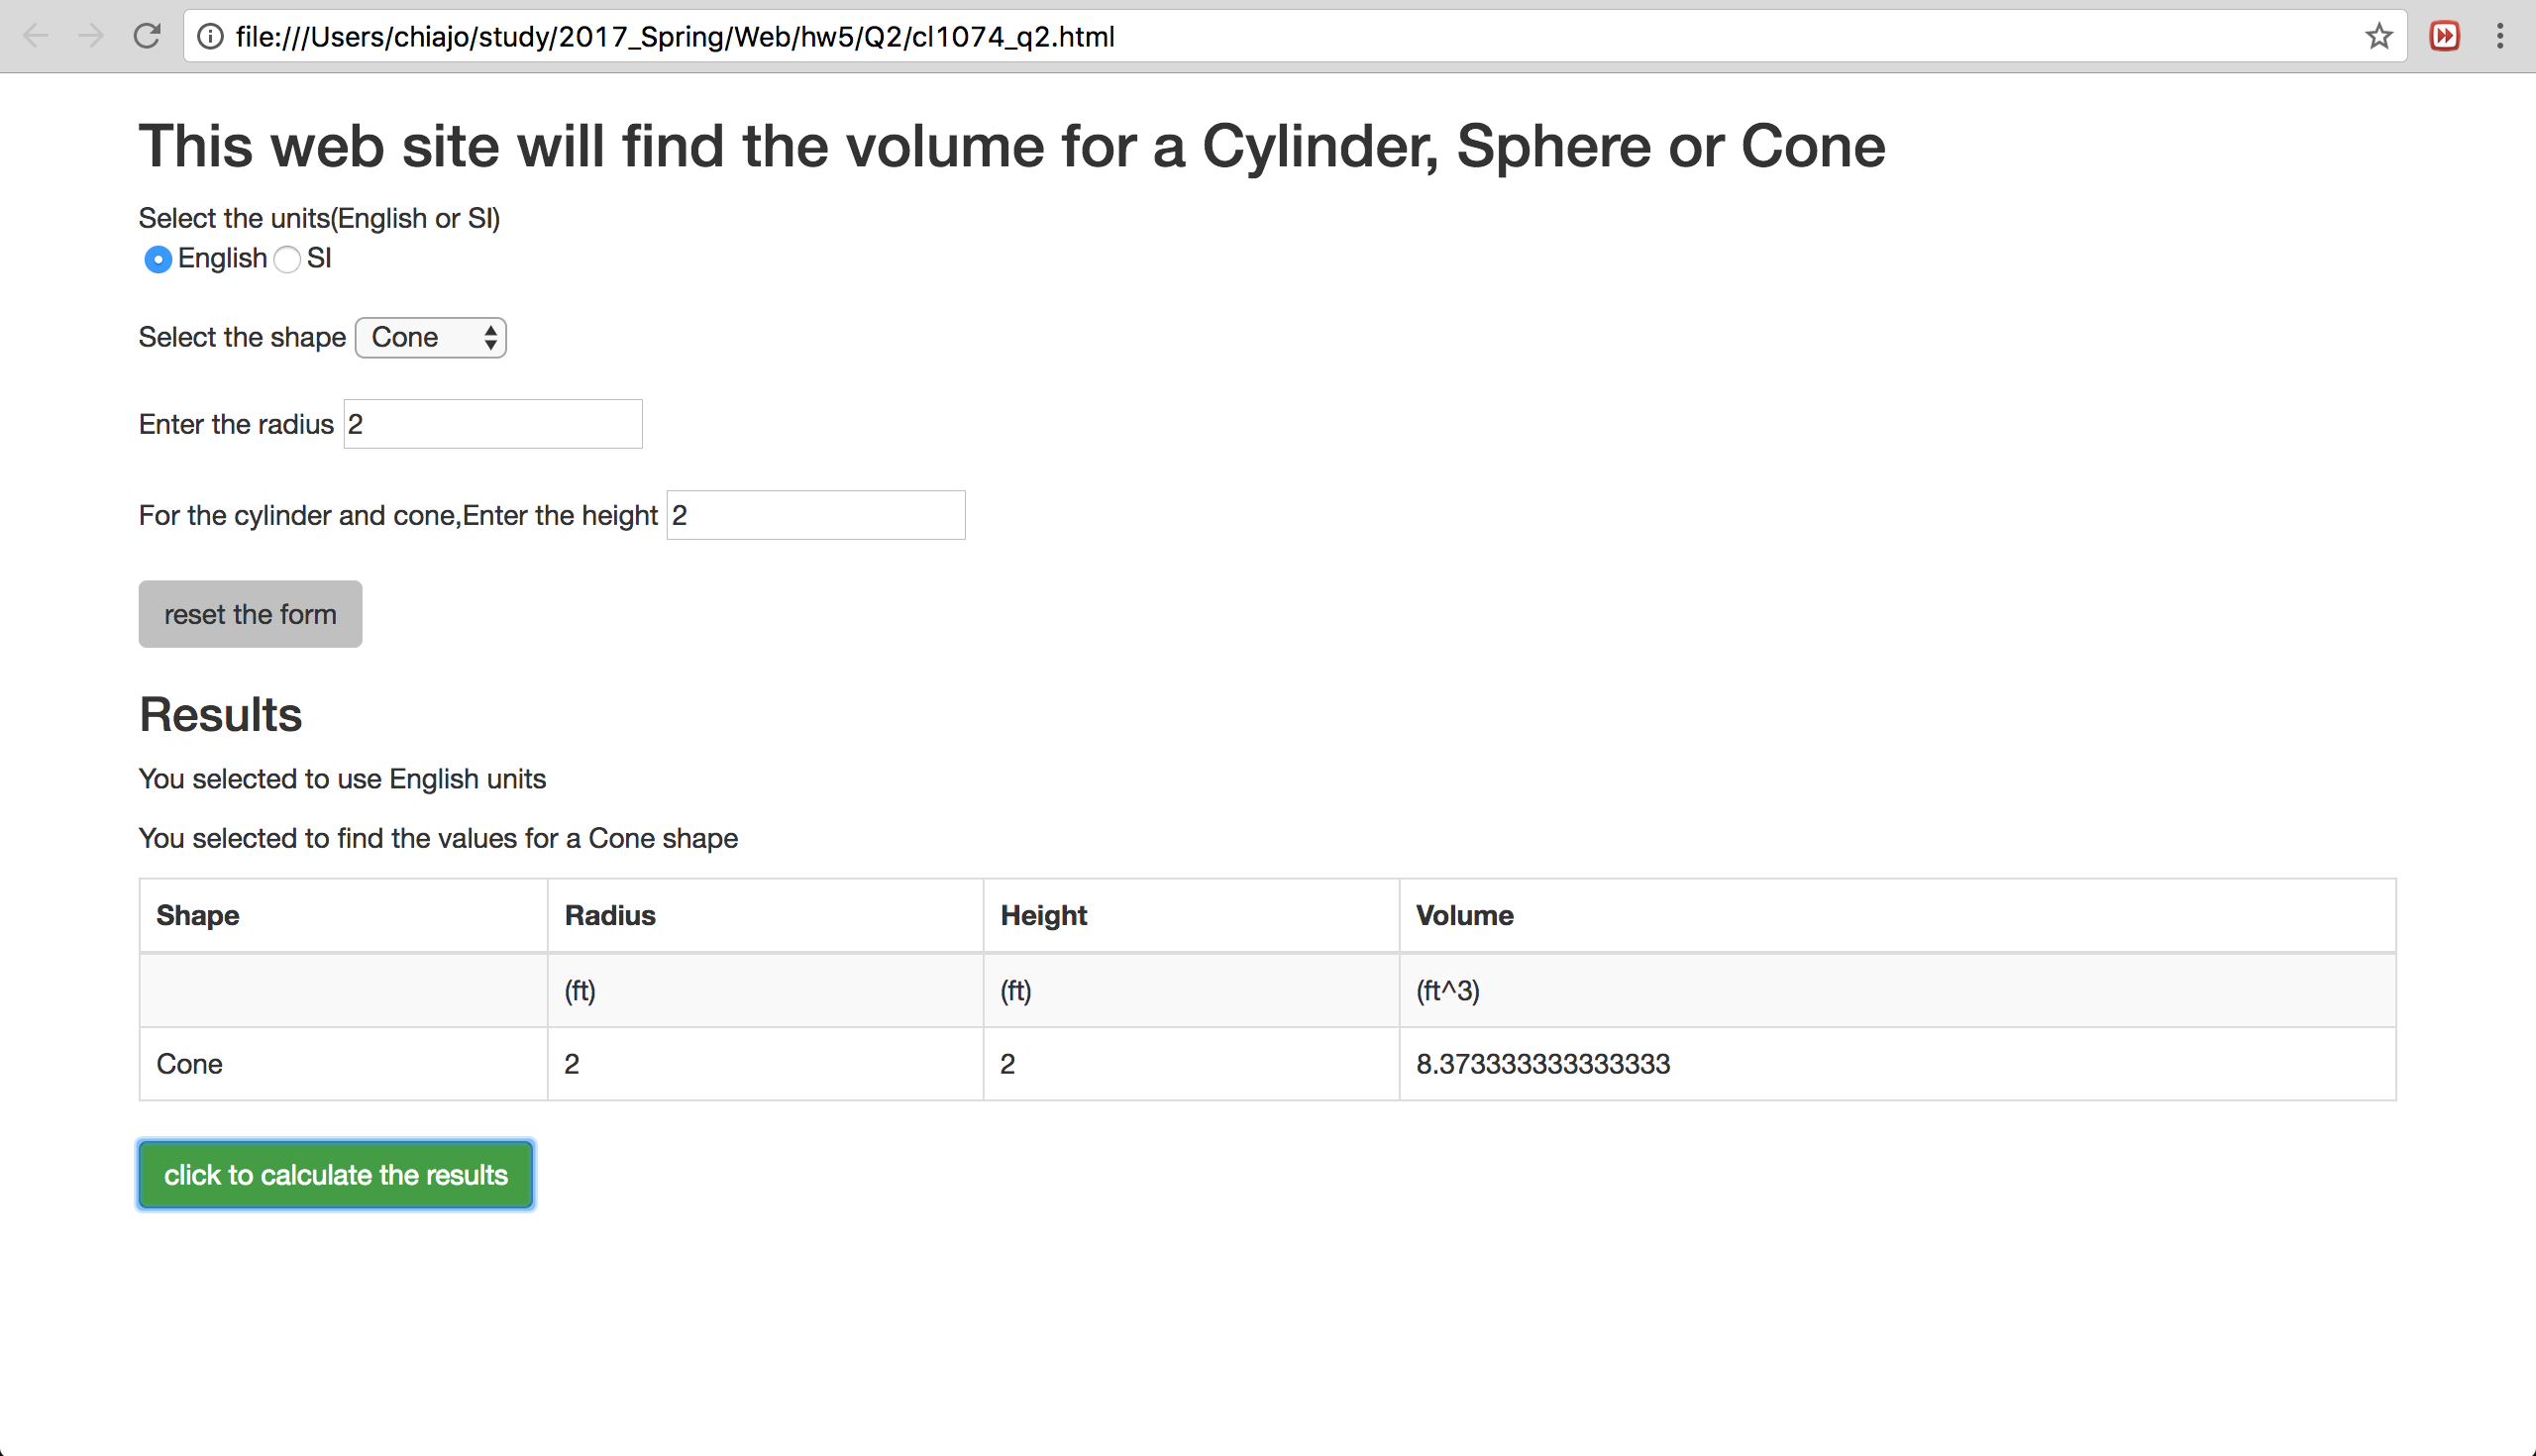 file:///Users/chiajo/study/2017_Spring/Web/hw5/Q2/cl1074_q2.html
This web site will find the volume for a Cylinder, Sphere or Cone
Select the units(English or SI)
English SI
Select the shape Cone
Enter the radius 2
For the cylinder and cone,Enter the height 2
reset the form
Results
You selected to use English units
You selected to find the values for a Cone shape
Shape Radius Height Volume
(ft) (ft) (ft^3)
Cone 2 2 8.373333333333333
click to calculate the results